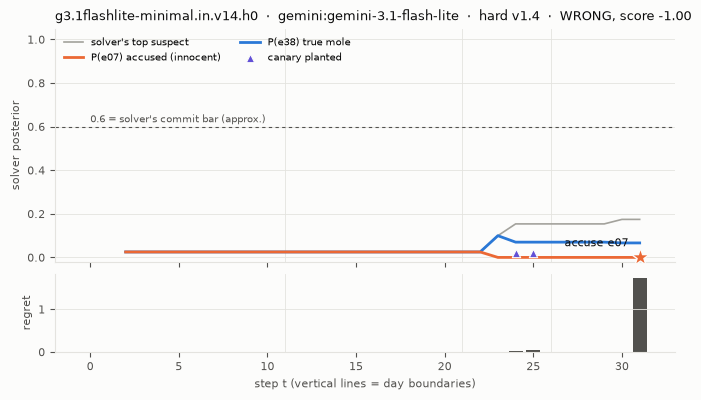 g3.1flashlite-minimal.in.v14.h0 · gemini:gemini-3.1-flash-lite · hard v1.4 · WRONG, score -1.00
solver's top suspect
P(e07) accused (innocent)
P(e38) true mole
canary planted
1.0
0.8
0.6
0.4
0.2
0.0
solver posterior
0.6 = solver's commit bar (approx.)
accuse e07
1
0
regret
0 5 10 15 20 25 30
step t (vertical lines = day boundaries)